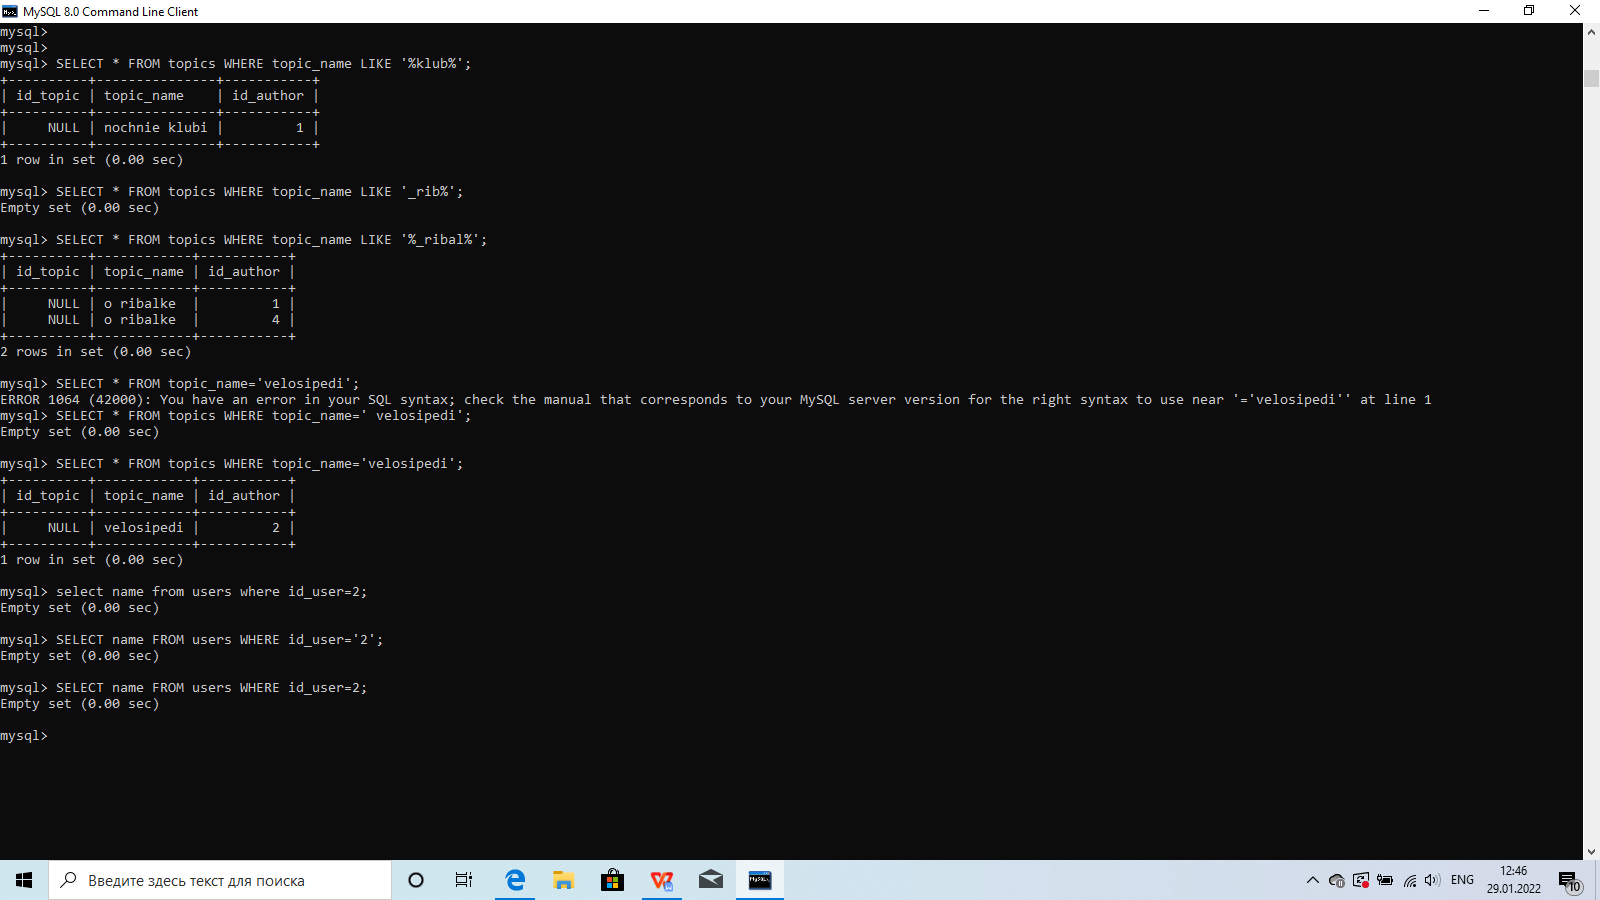 MySQL 8.0 Command Line Client
mysql>
mysql>
mysql> SELECT * FROM topics WHERE topic_name LIKE '%klub%';
+----------+---------------+-----------+
| id_topic | topic_name    | id_author |
+----------+---------------+-----------+
|     NULL | nochnie klubi |         1 |
+----------+---------------+-----------+
1 row in set (0.00 sec)
mysql> SELECT * FROM topics WHERE topic_name LIKE '_rib%';
Empty set (0.00 sec)
mysql> SELECT * FROM topics WHERE topic_name LIKE '%_ribal%';
+----------+------------+-----------+
| id_topic | topic_name | id_author |
+----------+------------+-----------+
|     NULL | o ribalke  |         1 |
|     NULL | o ribalke  |         4 |
+----------+------------+-----------+
2 rows in set (0.00 sec)
mysql> SELECT * FROM topic_name='velosipedi';
ERROR 1064 (42000): You have an error in your SQL syntax; check the manual that corresponds to your MySQL server version for the right syntax to use near '='velosipedi'' at line 1
mysql> SELECT * FROM topics WHERE topic_name=' velosipedi';
Empty set (0.00 sec)
mysql> SELECT * FROM topics WHERE topic_name='velosipedi';
+----------+------------+-----------+
| id_topic | topic_name | id_author |
+----------+------------+-----------+
|     NULL | velosipedi |         2 |
+----------+------------+-----------+
1 row in set (0.00 sec)
mysql> select name from users where id_user=2;
Empty set (0.00 sec)
mysql> SELECT name FROM users WHERE id_user='2';
Empty set (0.00 sec)
mysql> SELECT name FROM users WHERE id_user=2;
Empty set (0.00 sec)
mysql>
Введите здесь текст для поиска
ENG
12:46
29.01.2022
10